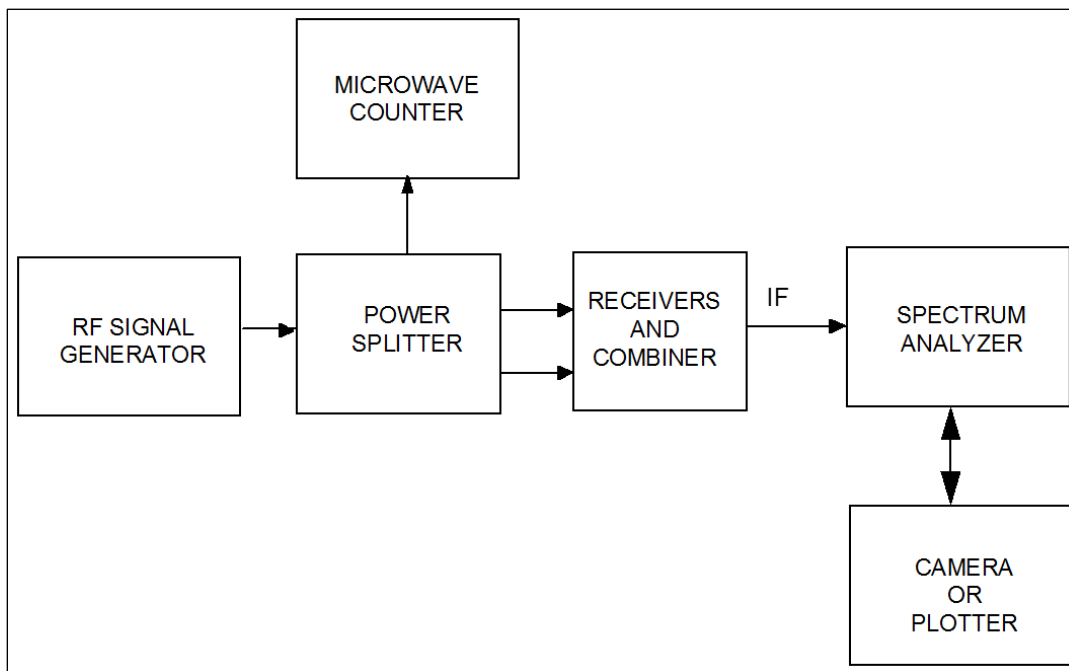 MICROWAVE
COUNTER
RF SIGNAL
GENERATOR
POWER
SPLITTER
RECEIVERS
AND
COMBINER
IF
SPECTRUM
ANALYZER
CAMERA
OR
PLOTTER